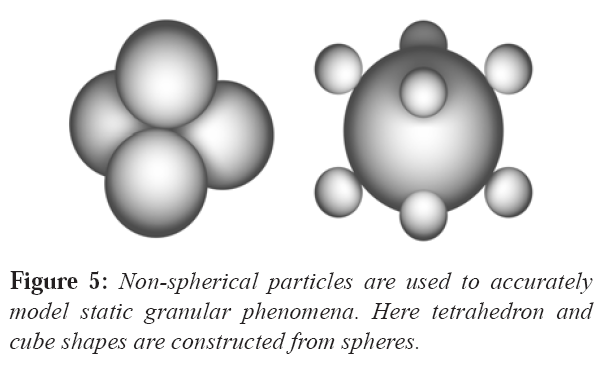 Figure 5: Non-spherical particles are used to accurately
model static granular phenomena. Here tetrahedron and
cube shapes are constructed from spheres.